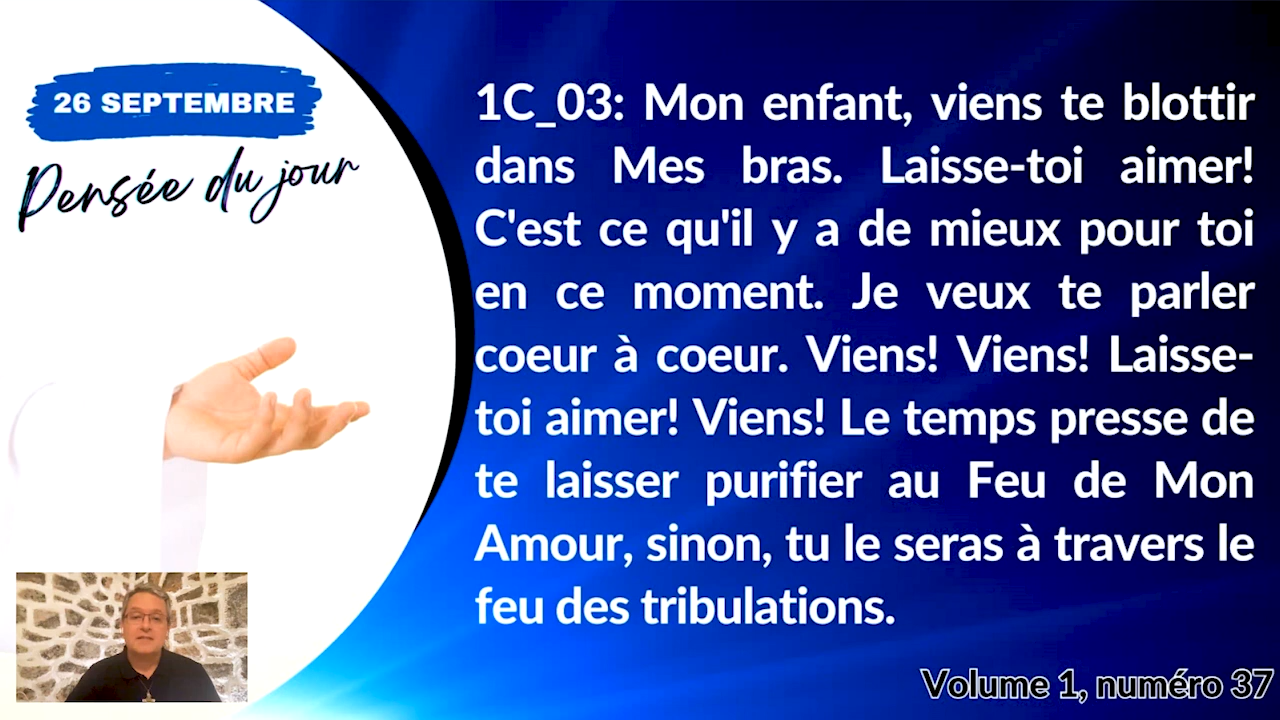 26 SEPTEMBRE
Pensée du jour
1C_03: Mon enfant, viens te blottir
dans Mes bras. Laisse-toi aimer!
C'est ce qu'il y a de mieux pour toi
en ce moment. Je veux te parler
coeur à coeur. Viens! Viens! Laisse-
toi aimer! Viens! Le temps presse de
te laisser purifier au Feu de Mon
Amour, sinon, tu le seras à travers le
feu des tribulations.
Volume 1, numéro 37